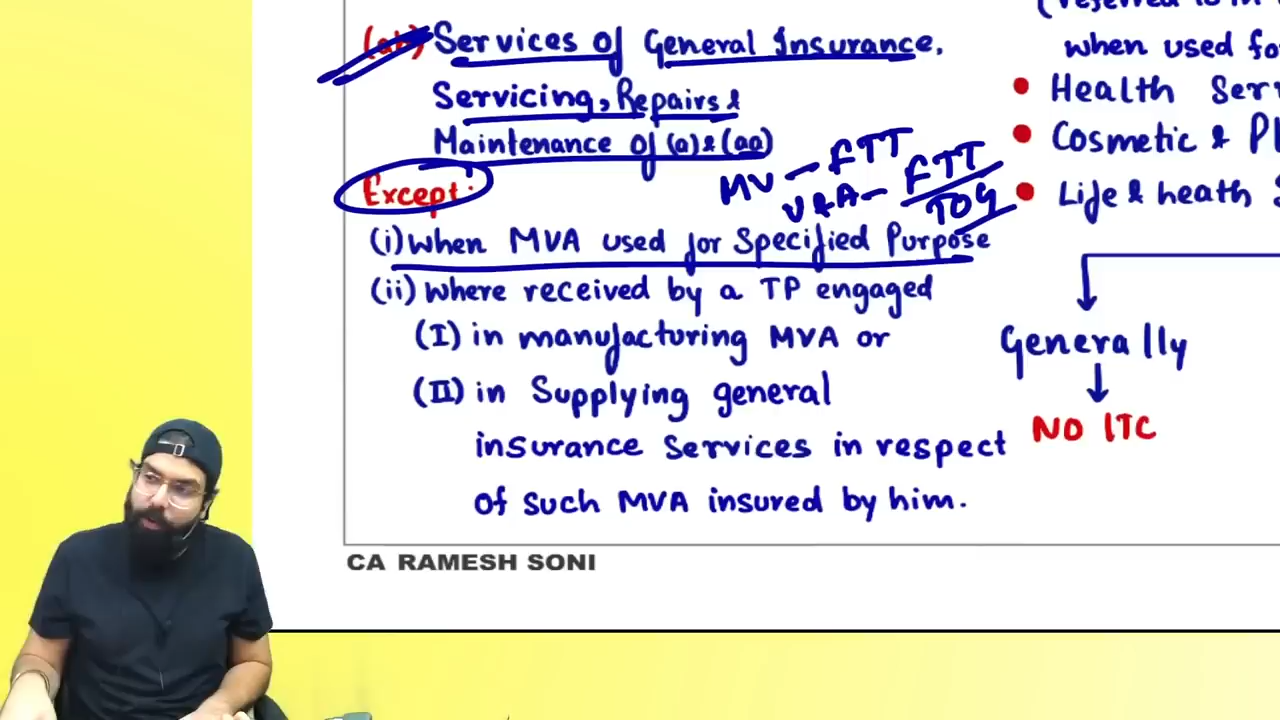 (ab) Services of General Insurance,
Servicing, Repairs &
Maintenance of (a) & (aa)
Except:
MV – FTT
V&A – FTT
TOG
(i) when MVA used for Specified Purpose
(ii) where received by a TP engaged
(I) in manufacturing MVA or
(II) in Supplying general
insurance Services in respect
of such MVA insured by him.
when used fo
• Health Ser
• Cosmetic & Pl
• Life & heath
Generally
NO ITC
CA RAMESH SONI